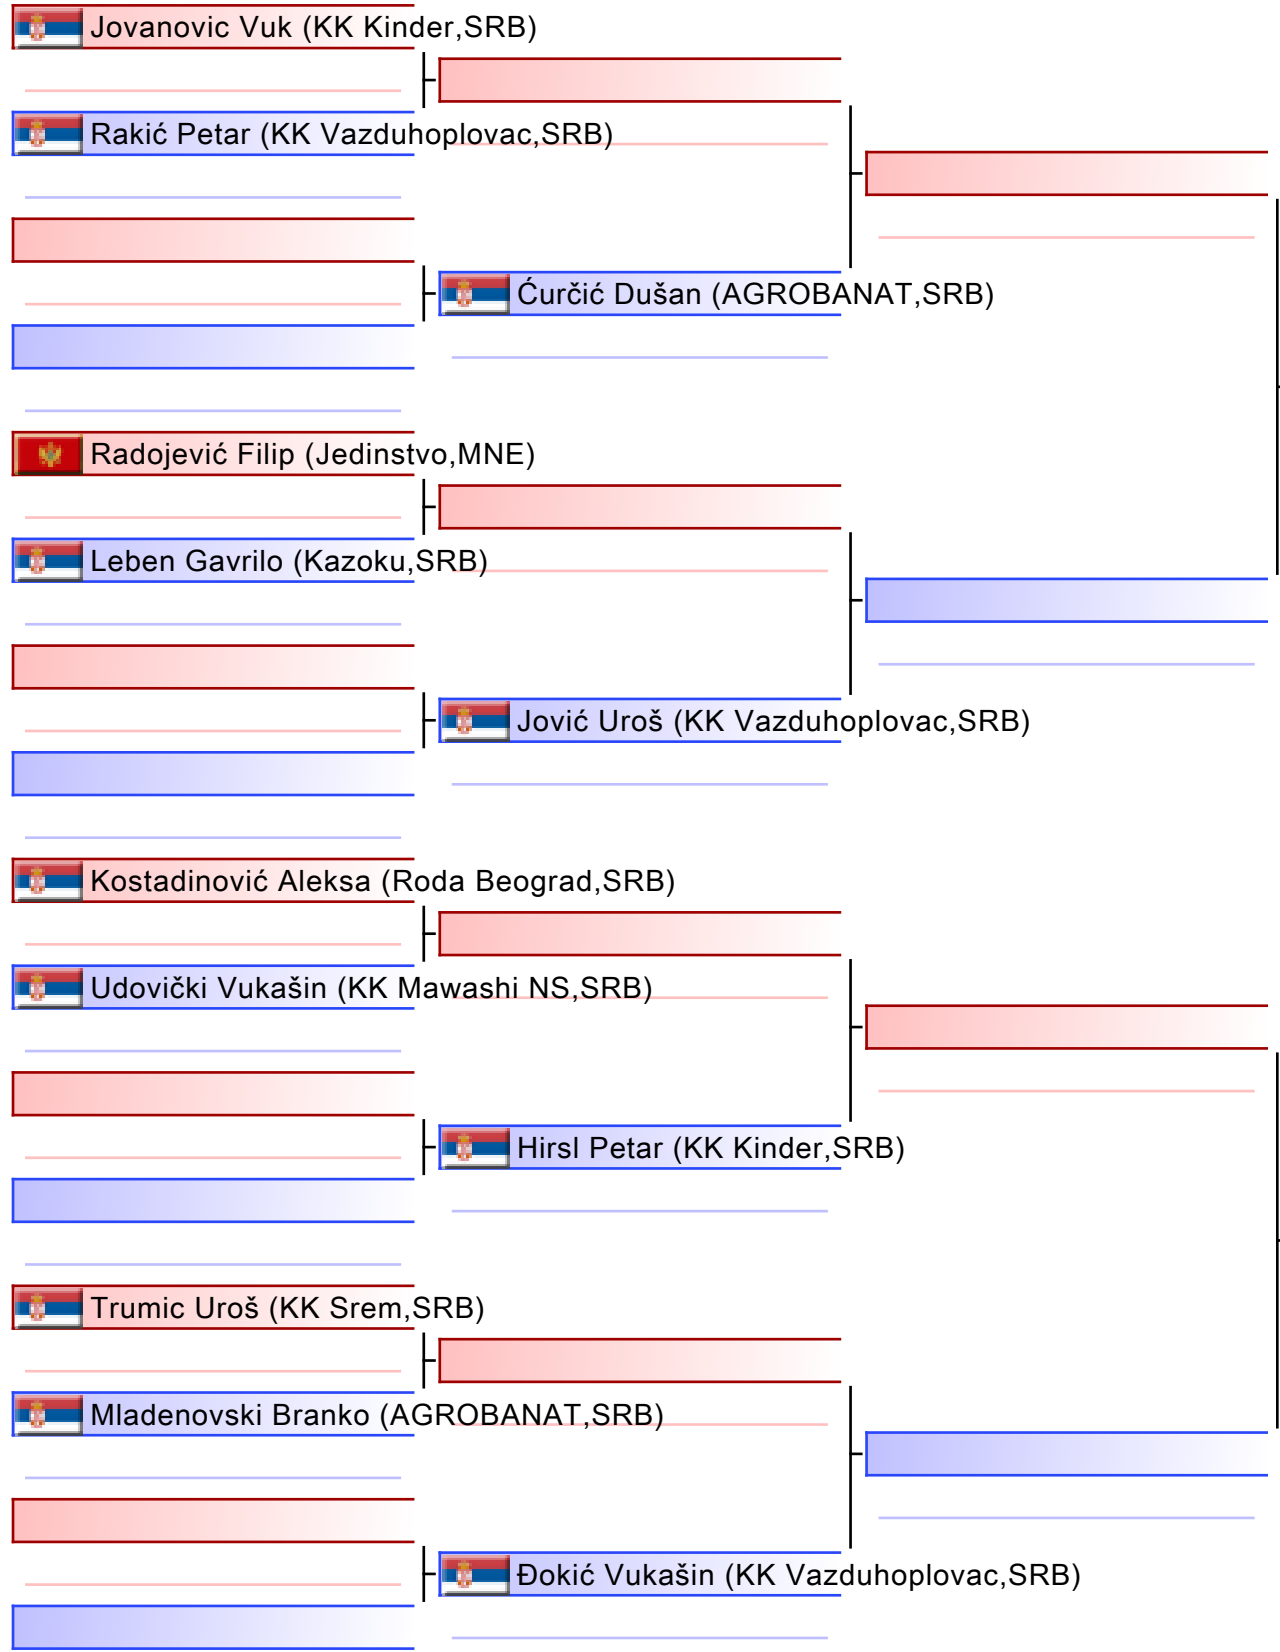 Jovanovic Vuk (KK Kinder,SRB)
Rakić Petar (KK Vazduhoplovac,SRB)
Ćurčić Dušan (AGROBANAT,SRB)
Radojević Filip (Jedinstvo,MNE)
Leben Gavrilo (Kazoku,SRB)
Jović Uroš (KK Vazduhoplovac,SRB)
Kostadinović Aleksa (Roda Beograd,SRB)
Udovički Vukašin (KK Mawashi NS,SRB)
Hirsl Petar (KK Kinder,SRB)
Trumic Uroš (KK Srem,SRB)
Mladenovski Branko (AGROBANAT,SRB)
Đokić Vukašin (KK Vazduhoplovac,SRB)